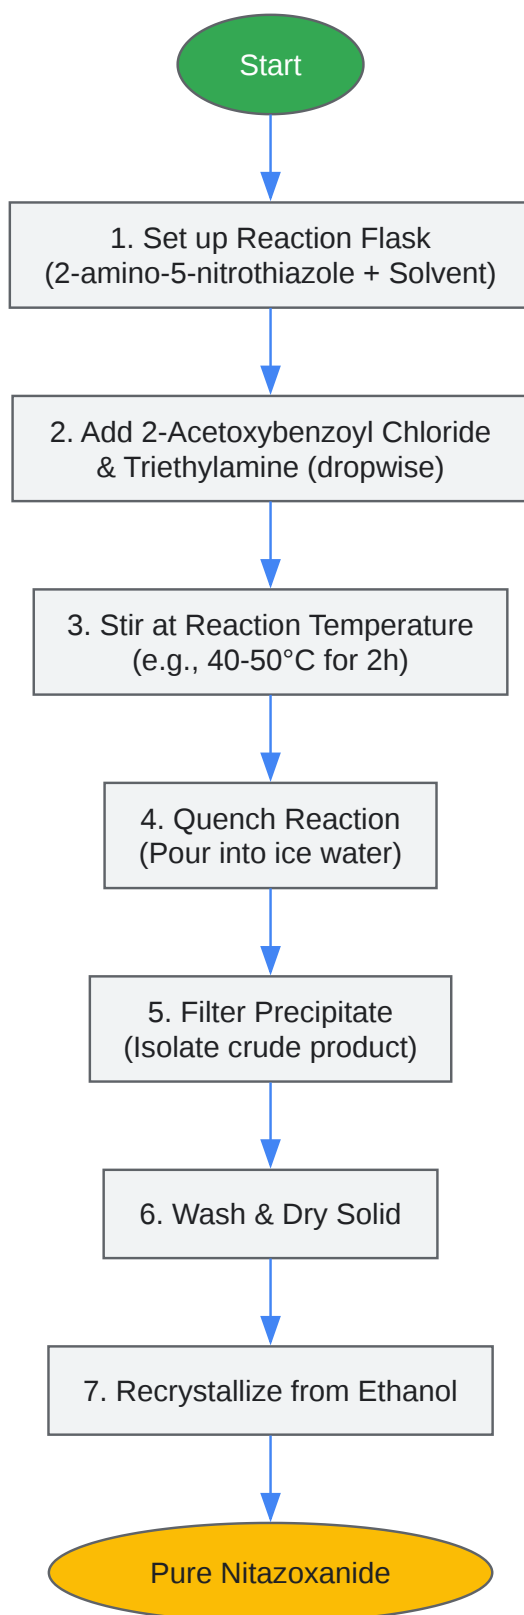 Start
1. Set up Reaction Flask
(2-amino-5-nitrothiazole + Solvent)
2. Add 2-Acetoxybenzoyl Chloride
& Triethylamine (dropwise)
3. Stir at Reaction Temperature
(e.g., 40-50°C for 2h)
4. Quench Reaction
(Pour into ice water)
5. Filter Precipitate
(Isolate crude product)
6. Wash & Dry Solid
7. Recrystallize from Ethanol
Pure Nitazoxanide